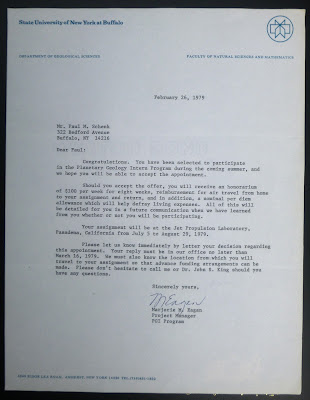 State University of New York at Buffalo
DEPARTMENT OF GEOLOGICAL SCIENCES
FACULTY OF NATURAL SCIENCES AND MATHEMATICS
February 26, 1979
Mr. Paul M. Schenk
322 Bedford Avenue
Buffalo, NY 14216
Dear Paul:
Congratulations. You have been selected to participate
in the Planetary Geology Intern Program during the coming summer, and
we hope you will be able to accept the appointment.
Should you accept the offer, you will receive an honorarium
of $100 per week for eight weeks, reimbursement for air travel from home
to your assignment and return, and in addition, a nominal per diem
allowance which will help defray living expenses. All of this will
be detailed for you in a future communication when we have learned
from you whether or not you will be participating.
Your assignment will be at the Jet Propulsion Laboratory,
Pasadena, California from July 5 to August 29, 1979.
Please let us know immediately by letter your decision regarding
this appointment. Your reply must be in our office no later than
March 16, 1979. We must also know the location from which you will
travel to your assignment so that advance funding arrangements can be
made. Please don't hesitate to call me or Dr. John S. King should you
have any questions.
Sincerely yours,
MEagan
Marjorie M. Eagan
Project Manager
PGI Program
4240 RIDGE LEA ROAD, AMHERST, NEW YORK 14226